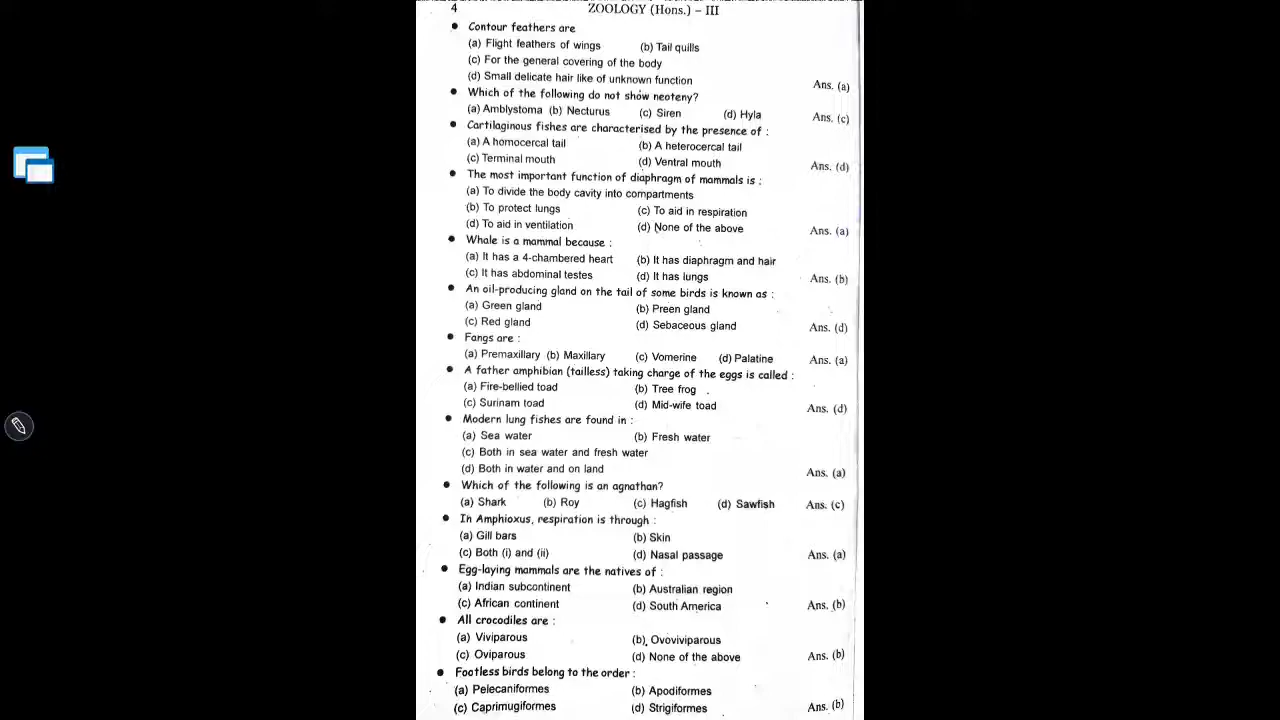 4 ZOOLOGY (Hons.) – III
• Contour feathers are
(a) Flight feathers of wings (b) Tail quills
(c) For the general covering of the body
(d) Small delicate hair like of unknown function Ans. (a)
• Which of the following do not show neoteny?
(a) Amblystoma (b) Necturus (c) Siren (d) Hyla Ans. (c)
• Cartilaginous fishes are characterised by the presence of :
(a) A homocercal tail (b) A heterocercal tail
(c) Terminal mouth (d) Ventral mouth Ans. (d)
• The most important function of diaphragm of mammals is :
(a) To divide the body cavity into compartments
(b) To protect lungs (c) To aid in respiration
(d) To aid in ventilation (d) None of the above Ans. (a)
• Whale is a mammal because :
(a) It has a 4-chambered heart (b) It has diaphragm and hair
(c) It has abdominal testes (d) It has lungs Ans. (b)
• An oil-producing gland on the tail of some birds is known as :
(a) Green gland (b) Preen gland
(c) Red gland (d) Sebaceous gland Ans. (d)
• Fangs are :
(a) Premaxillary (b) Maxillary (c) Vomerine (d) Palatine Ans. (a)
• A father amphibian (tailless) taking charge of the eggs is called :
(a) Fire-bellied toad (b) Tree frog
(c) Surinam toad (d) Mid-wife toad Ans. (d)
• Modern lung fishes are found in :
(a) Sea water (b) Fresh water
(c) Both in sea water and fresh water
(d) Both in water and on land Ans. (a)
• Which of the following is an agnathan?
(a) Shark (b) Roy (c) Hagfish (d) Sawfish Ans. (c)
• In Amphioxus, respiration is through :
(a) Gill bars (b) Skin
(c) Both (i) and (ii) (d) Nasal passage Ans. (a)
• Egg-laying mammals are the natives of :
(a) Indian subcontinent (b) Australian region
(c) African continent (d) South America Ans. (b)
• All crocodiles are :
(a) Viviparous (b) Ovoviviparous
(c) Oviparous (d) None of the above Ans. (b)
• Footless birds belong to the order :
(a) Pelecaniformes (b) Apodiformes
(c) Caprimugiformes (d) Strigiformes Ans. (b)